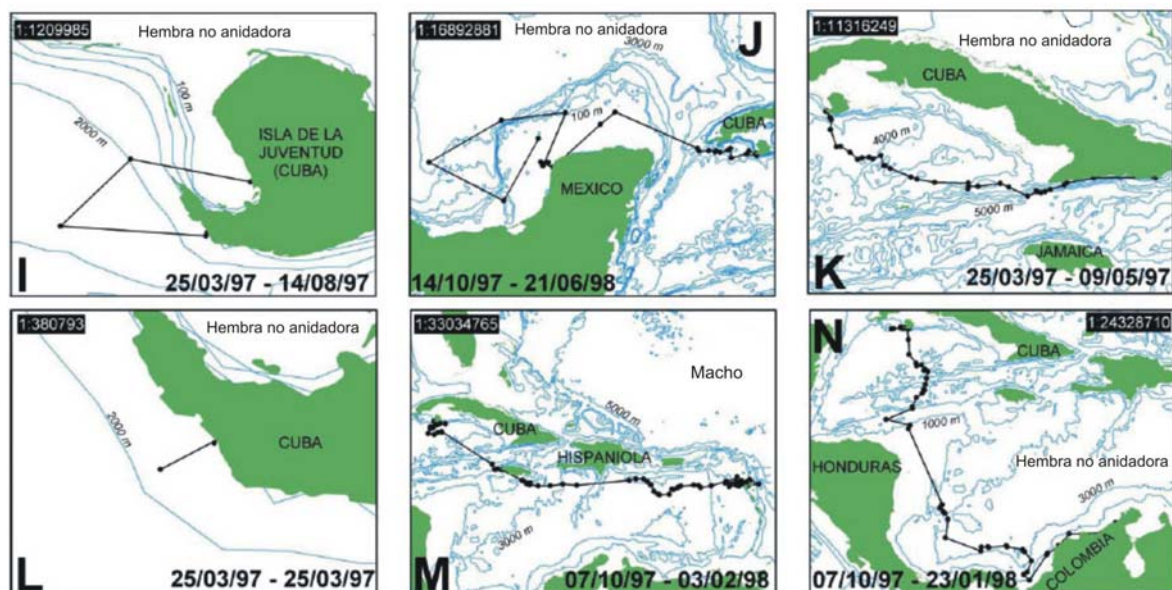 1:1209985
Hembra no anidadora
100 m
2000 m
ISLA DE LA
JUVENTUD
(CUBA)
I
25/03/97 - 14/08/97
1:16892881
Hembra no anidadora
J
3000 m
100 m
CUBA
MEXICO
14/10/97 - 21/06/98
1:11316249
Hembra no anidadora
CUBA
4000 m
5000 m
JAMAICA
K
25/03/97 - 09/05/97
1:380793
Hembra no anidadora
2000 m
CUBA
L
25/03/97 - 25/03/97
1:33034765
Macho
5000 m
CUBA
HISPANIOLA
3000 m
M
07/10/97 - 03/02/98
N
1:24328710
CUBA
1000 m
HONDURAS
Hembra no anidadora
3000 m
COLOMBIA
07/10/97 - 23/01/98